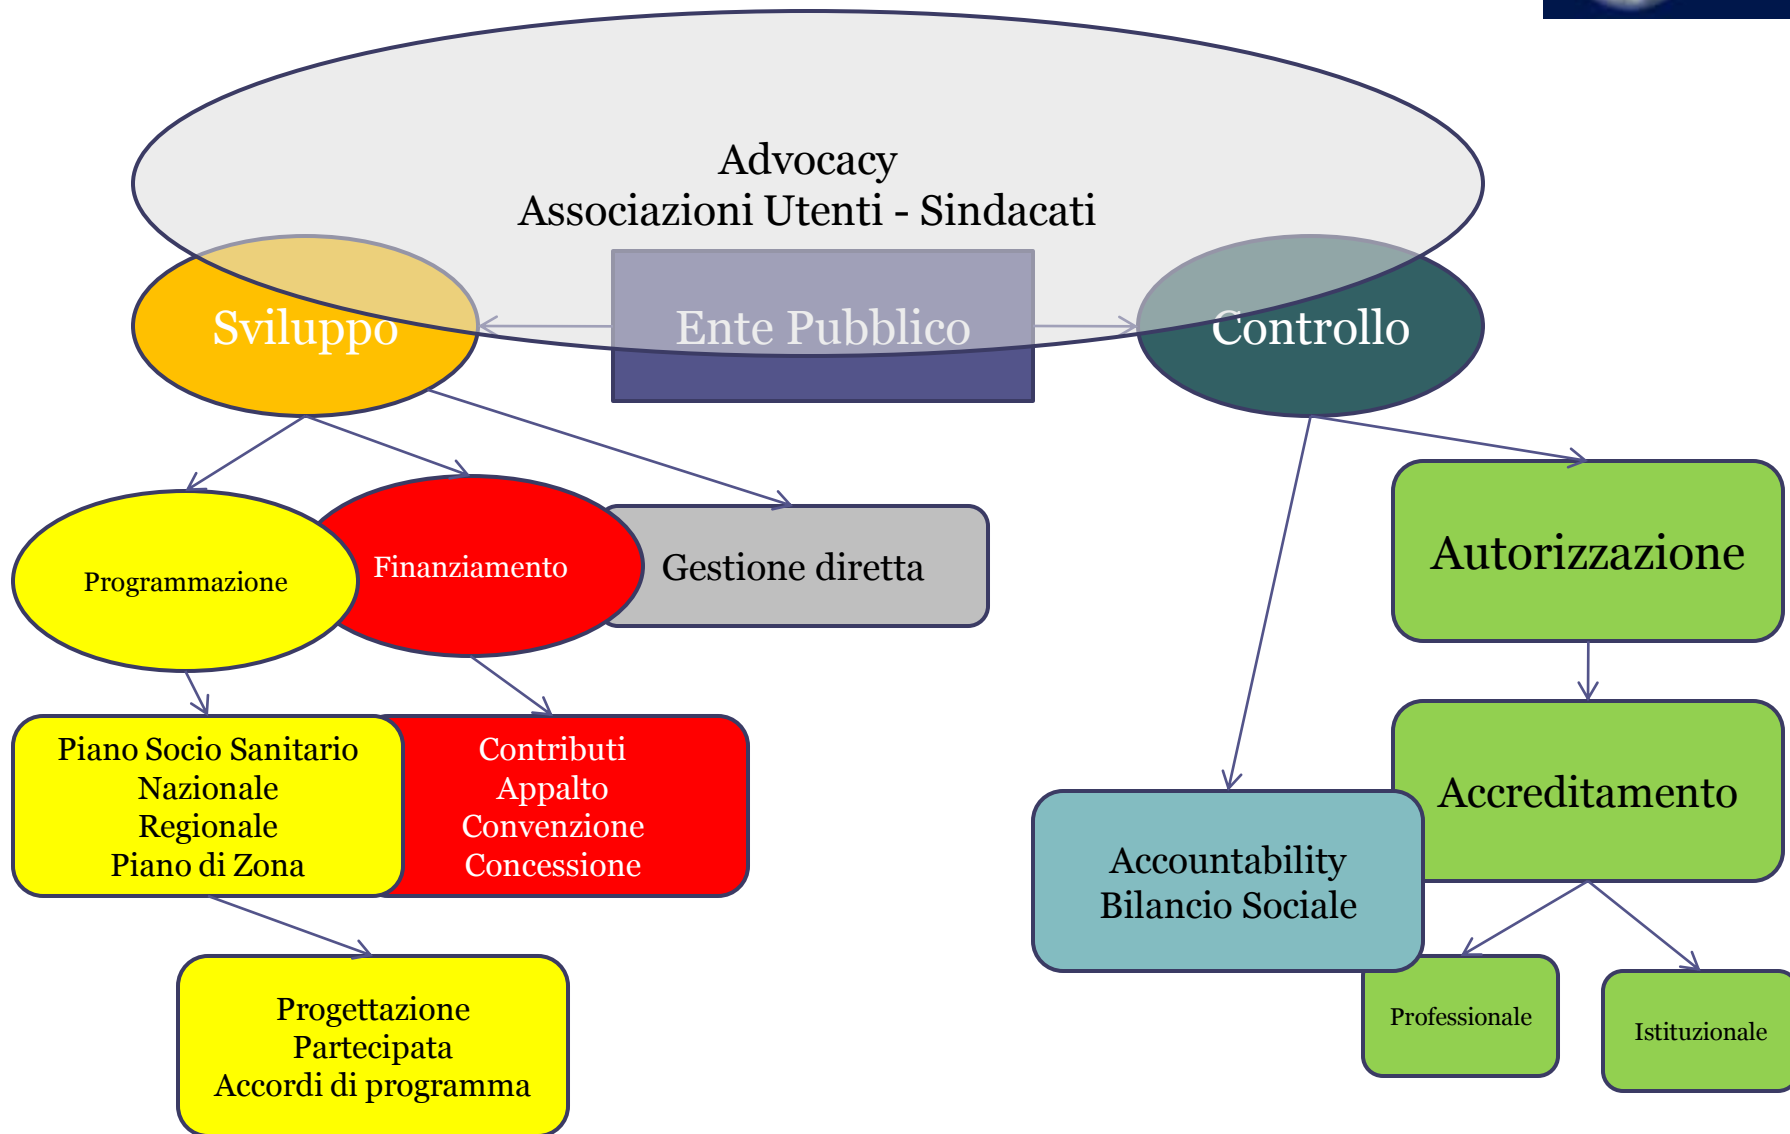 Advocacy
Associazioni Utenti - Sindacati
Sviluppo
Ente Pubblico
Controllo
Programmazione
Finanziamento
Gestione diretta
Autorizzazione
Piano Socio Sanitario
Nazionale
Regionale
Piano di Zona
Contributi
Appalto
Convenzione
Concessione
Accreditamento
Accountability
Bilancio Sociale
Progettazione
Partecipata
Accordi di programma
Professionale
Istituzionale